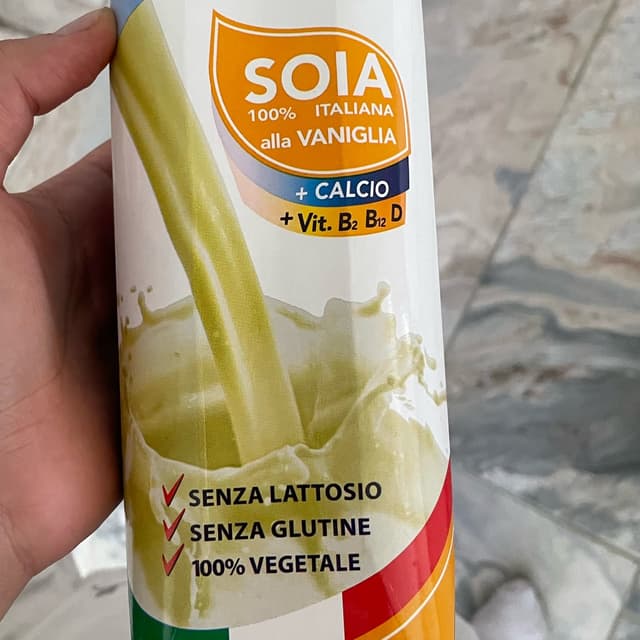 SOIA
100% ITALIANA
alla VANIGLIA
+ CALCIO
+ Vit. B2 B12 D
SENZA LATTOSIO
SENZA GLUTINE
100% VEGETALE